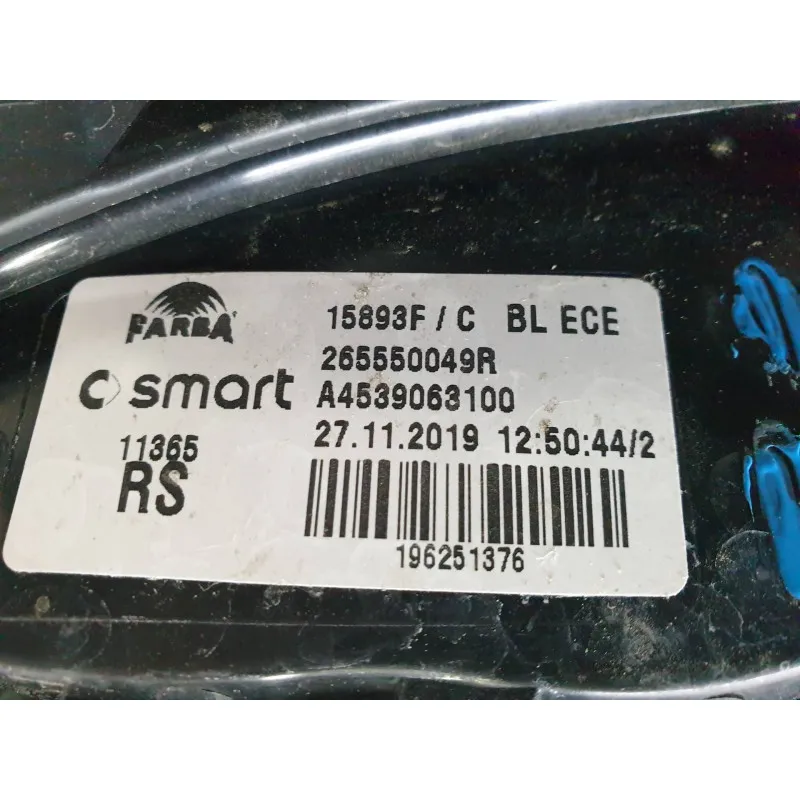 FARBA
15893F / C BL ECE
265550049R
smart A4539063100
11365 27.11.2019 12:50:44/2
RS
196251376